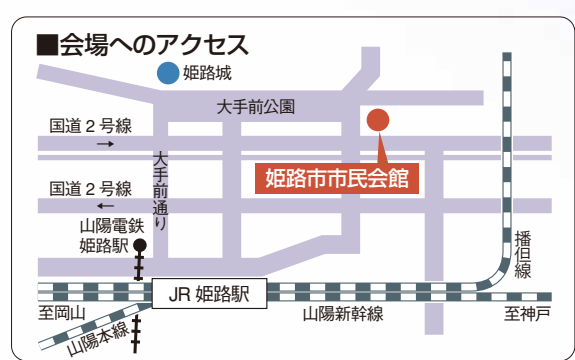 ■会場へのアクセス
姫路城
大手前公園
国道2号線
→
大手前通り
姫路市市民会館
国道2号線
←
山陽電鉄
姫路駅
播但線
JR 姫路駅
至岡山
山陽新幹線
至神戸
山陽本線